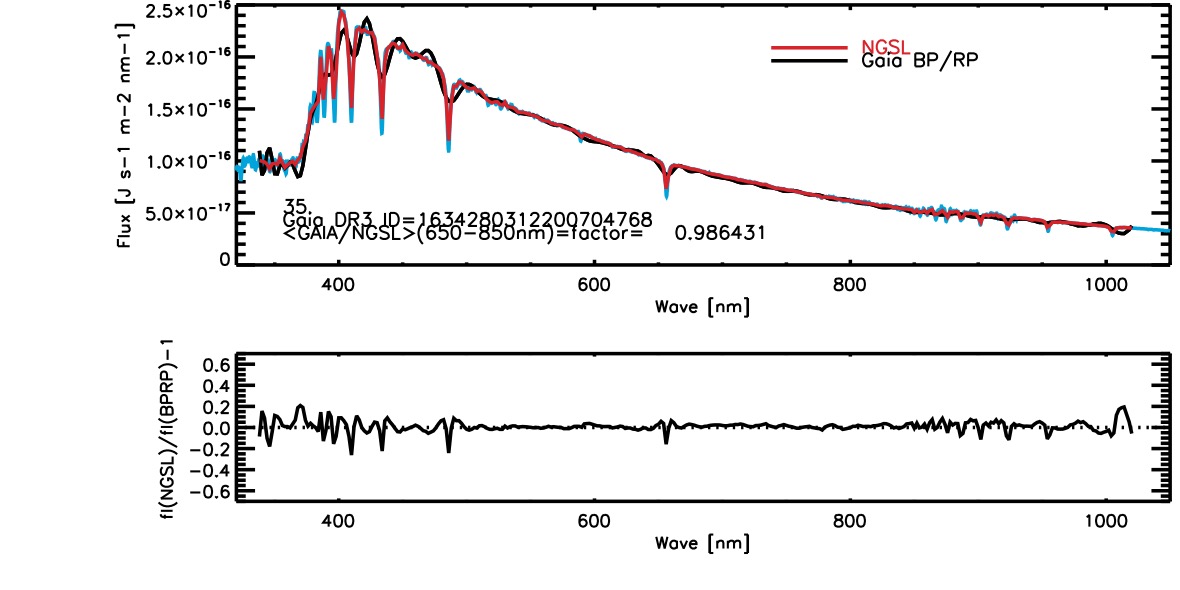 Flux [J s−1 m−2 nm−1]
2.5×10−16
2.0×10−16
1.5×10−16
1.0×10−16
5.0×10−17
0
NGSL
Gaia BP/RP
35.
Gaia DR3 ID=1634280312200704768
<GAIA/NGSL>(650−850nm)=factor= 0.986431
400 600 800 1000
Wave [nm]
fl(NGSL)/fl(BPRP)−1
0.6
0.4
0.2
0.0
−0.2
−0.4
−0.6
400 600 800 1000
Wave [nm]